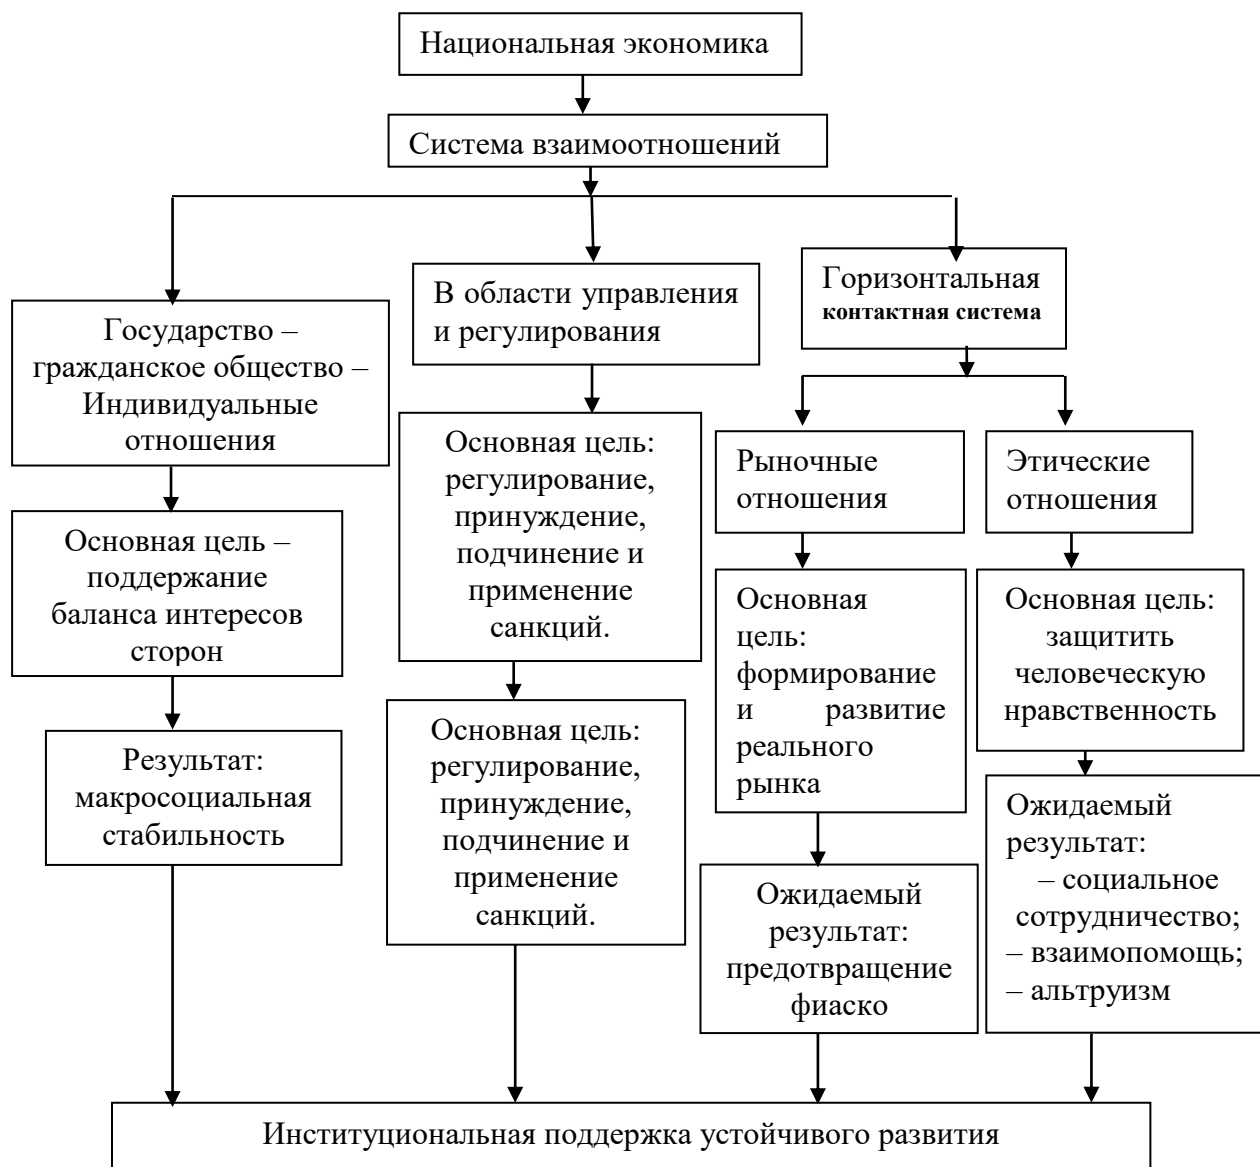 Национальная экономика
Система взаимоотношений
Государство –
гражданское общество –
Индивидуальные
отношения
Основная цель –
поддержание
баланса интересов
сторон
Результат:
макросоциальная
стабильность
В области управления
и регулирования
Основная цель:
регулирование,
принуждение,
подчинение и
применение
санкций.
Основная цель:
регулирование,
принуждение,
подчинение и
применение
санкций.
Горизонтальная
контактная система
Рыночные
отношения
Основная
цель:
формирование
и развитие
реального
рынка
Ожидаемый
результат:
предотвращение
фиаско
Этические
отношения
Основная цель:
защитить
человеческую
нравственность
Ожидаемый
результат:
– социальное
сотрудничество;
– взаимопомощь;
– альтруизм
Институциональная поддержка устойчивого развития